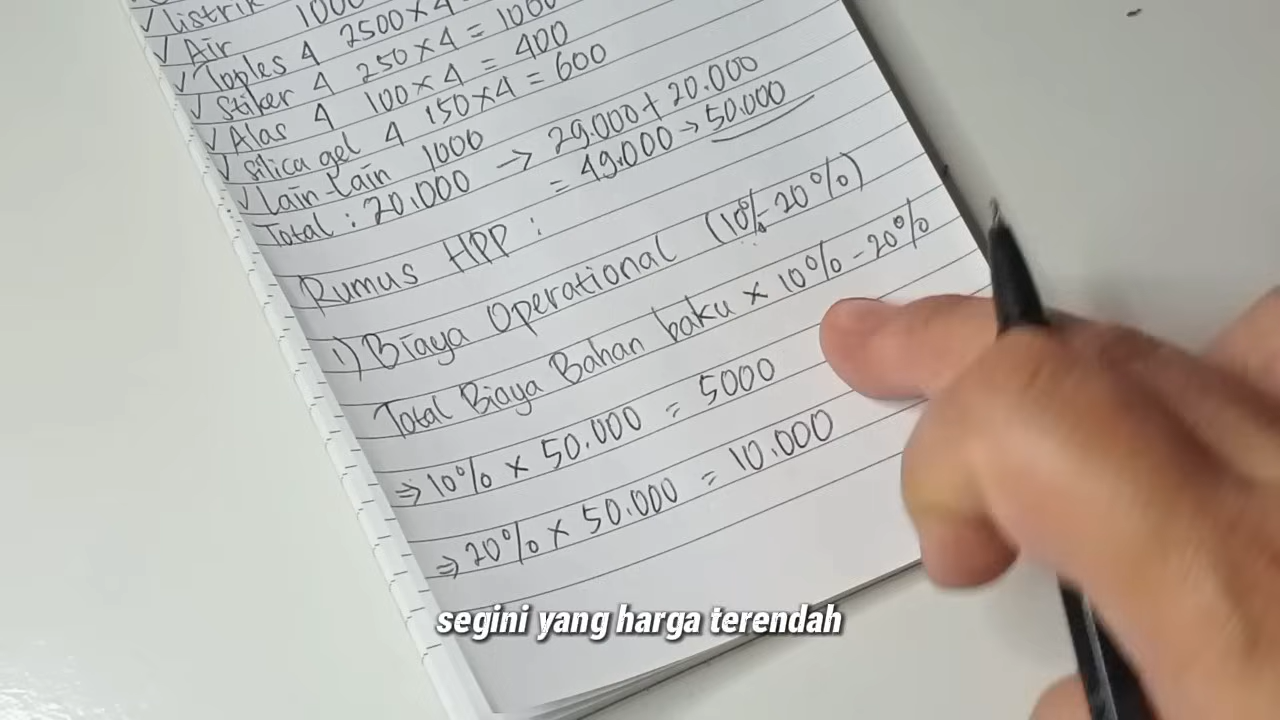 ✓ Listrik 1000
✓ Air
✓ Toples 4 2500 x 4
✓ Stiker 4 250 x 4 = 1000
✓ Alas 4 100 x 4 = 400
✓ Silica gel 4 150 x 4 = 600
✓ Lain-lain 1000
Total : 20.000 → 29.000 + 20.000
= 49.000 → 50.000
Rumus HPP :
1) Biaya Operational (10% - 20%)
Total Biaya Bahan baku x 10% - 20%
⇒ 10% x 50.000 = 5000
⇒ 20% x 50.000 = 10.000
segini yang harga terendah